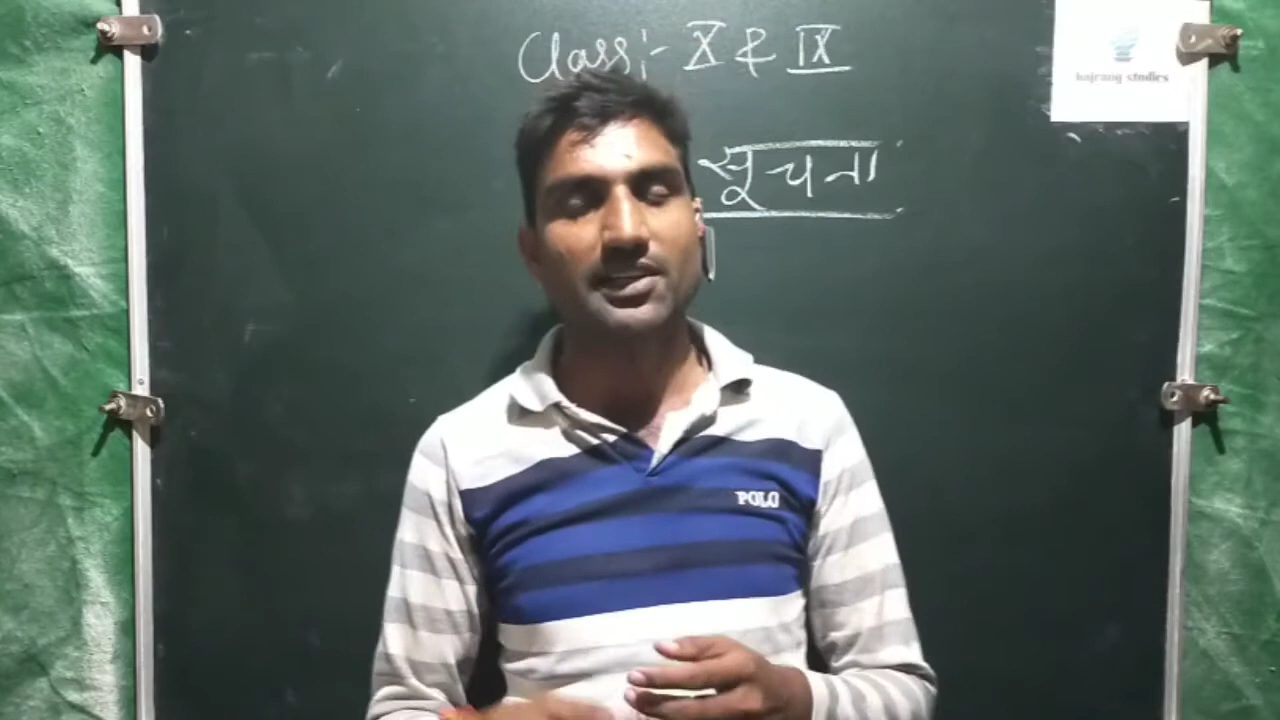 Class:- X & IX
bajrang studies
सूचना
POLO